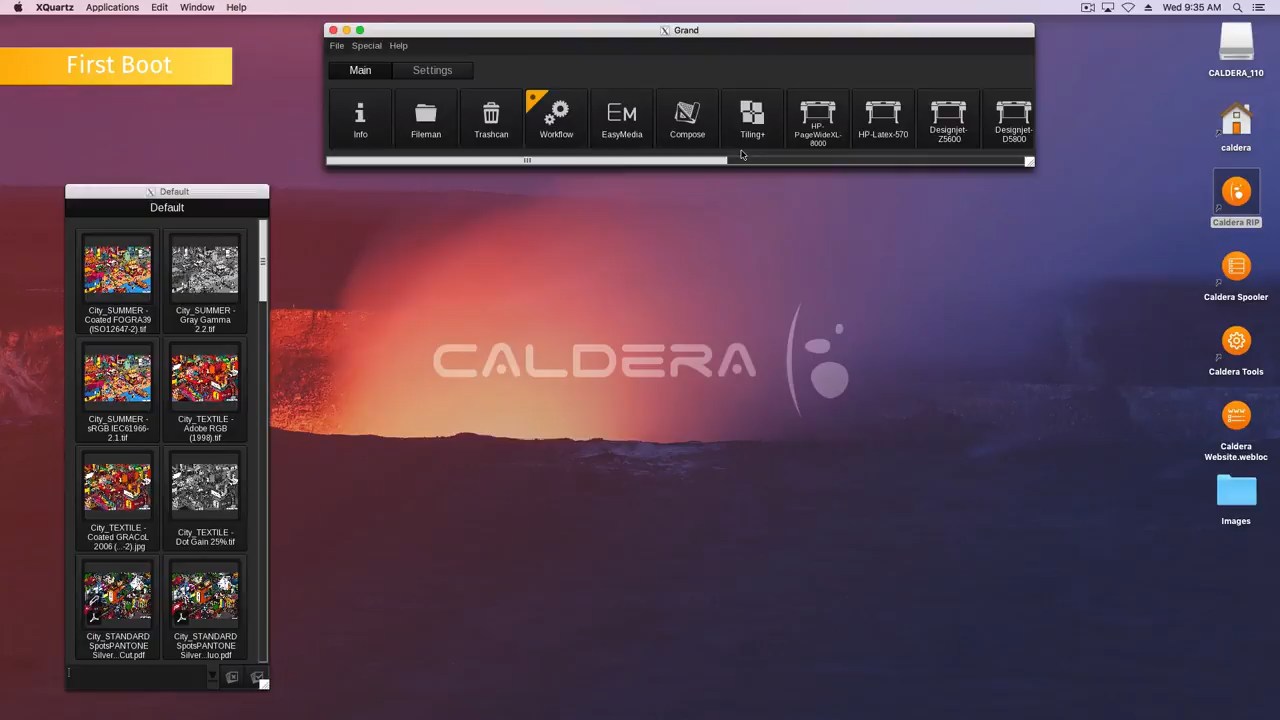 XQuartz Applications Edit Window Help
Wed 9:35 AM
First Boot
Grand
File Special Help
Main Settings
Info
Fileman
Trashcan
Workflow
EM
EasyMedia
Compose
Tiling+
HP-
PageWideXL-
8000
HP-Latex-570
Designjet-
Z5600
Designjet-
D5800
Default
Default
City_SUMMER -
Coated FOGRA39
(ISO12647-2).tif
City_SUMMER -
Gray Gamma
2.2.tif
City_SUMMER -
sRGB IEC61966-
2.1.tif
City_TEXTILE -
Adobe RGB
(1998).tif
City_TEXTILE -
Coated GRACoL
2006 (...-2).jpg
City_TEXTILE -
Dot Gain 25%.tif
City_STANDARD
SpotsPANTONE
Silver...Cut.pdf
City_STANDARD
SpotsPANTONE
Silver...luo.pdf
CALDERA
CALDERA_110
caldera
Caldera RIP
Caldera Spooler
Caldera Tools
Caldera
Website.webloc
Images